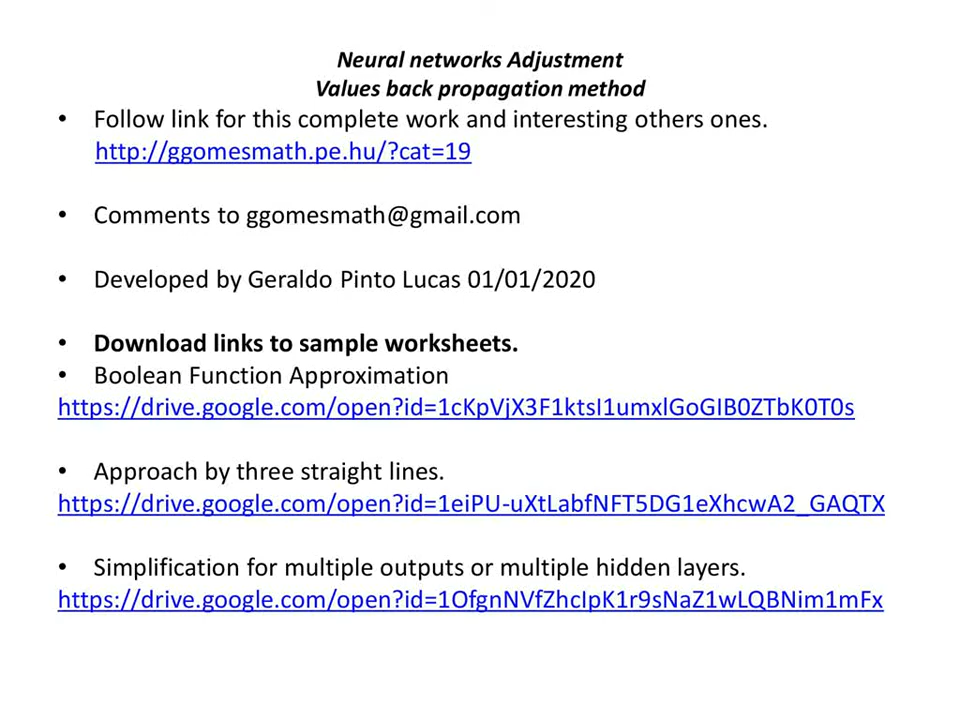 Neural networks Adjustment
Values back propagation method
• Follow link for this complete work and interesting others ones.
http://ggomesmath.pe.hu/?cat=19
• Comments to ggomesmath@gmail.com
• Developed by Geraldo Pinto Lucas 01/01/2020
• Download links to sample worksheets.
• Boolean Function Approximation
https://drive.google.com/open?id=1cKpVjX3F1ktsI1umxlGoGIB0ZTbK0T0s
• Approach by three straight lines.
https://drive.google.com/open?id=1eiPU-uXtLabfNFT5DG1eXhcwA2_GAQTX
• Simplification for multiple outputs or multiple hidden layers.
https://drive.google.com/open?id=1OfgnNVfZhcIpK1r9sNaZ1wLQBNim1mFx